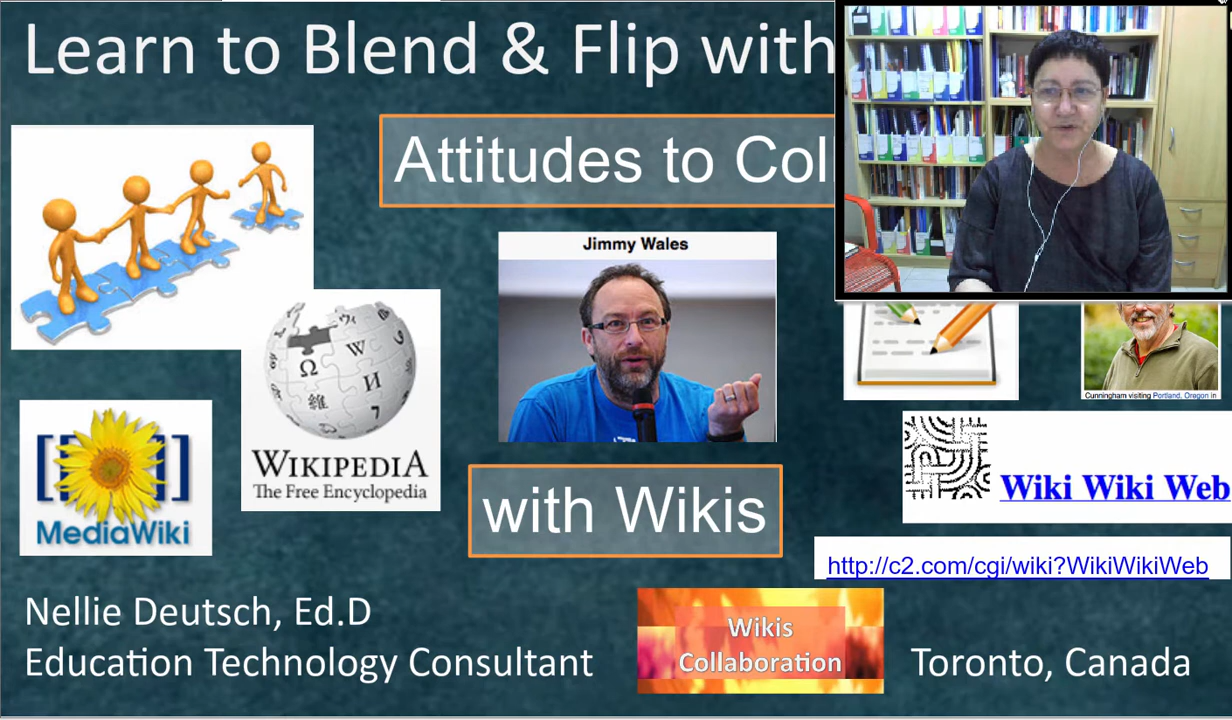 Learn to Blend & Flip with
Attitudes to Col
Jimmy Wales
Ω W И 維 7
WIKIPEDIA
The Free Encyclopedia
[[ ]]
MediaWiki
with Wikis
Cunningham visiting Portland, Oregon in
Wiki Wiki Web
http://c2.com/cgi/wiki?WikiWikiWeb
Nellie Deutsch, Ed.D
Education Technology Consultant
Wikis
Collaboration
Toronto, Canada